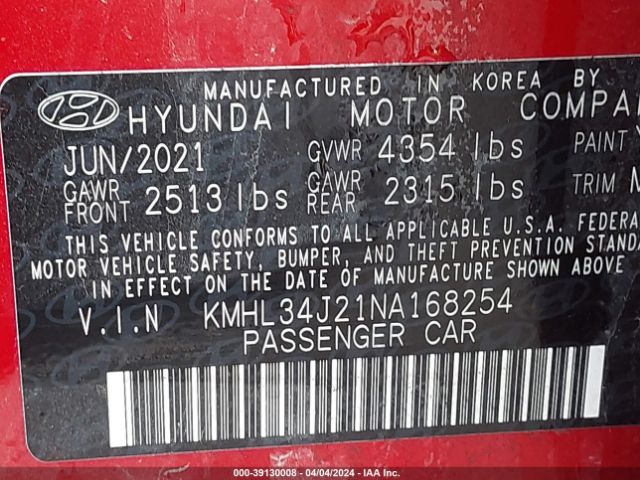 MANUFACTURED IN KOREA BY
HYUNDAI MOTOR COMPA
JUN/2021 GVWR 4354 lbs PAINT
GAWR FRONT 2513 lbs GAWR REAR 2315 lbs TRIM
THIS VEHICLE CONFORMS TO ALL APPLICABLE U.S.A. FEDERA
MOTOR VEHICLE SAFETY, BUMPER, AND THEFT PREVENTION STAND
IN EFFECT ON THE DATE OF MANUFACTURE SHOWN ABOVE
V.I.N KMHL34J21NA168254
PASSENGER CAR
000-39130008 - 04/04/2024 - IAA Inc.